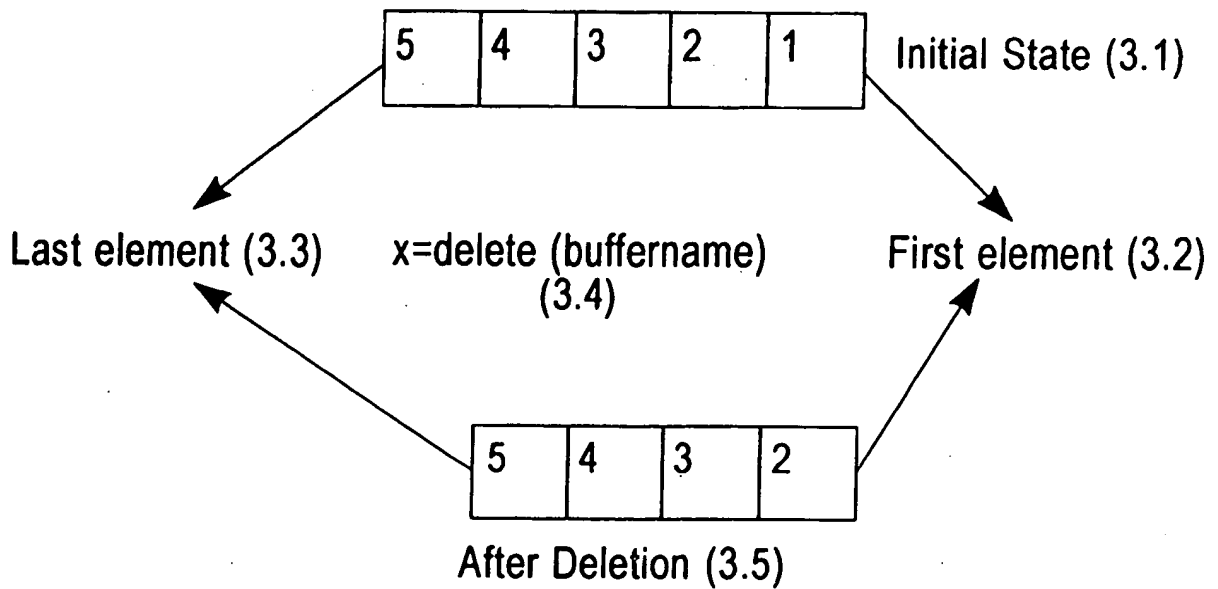 5 4 3 2 1
Initial State (3.1)
Last element (3.3)
x=delete (buffername)
(3.4)
First element (3.2)
5 4 3 2
After Deletion (3.5)